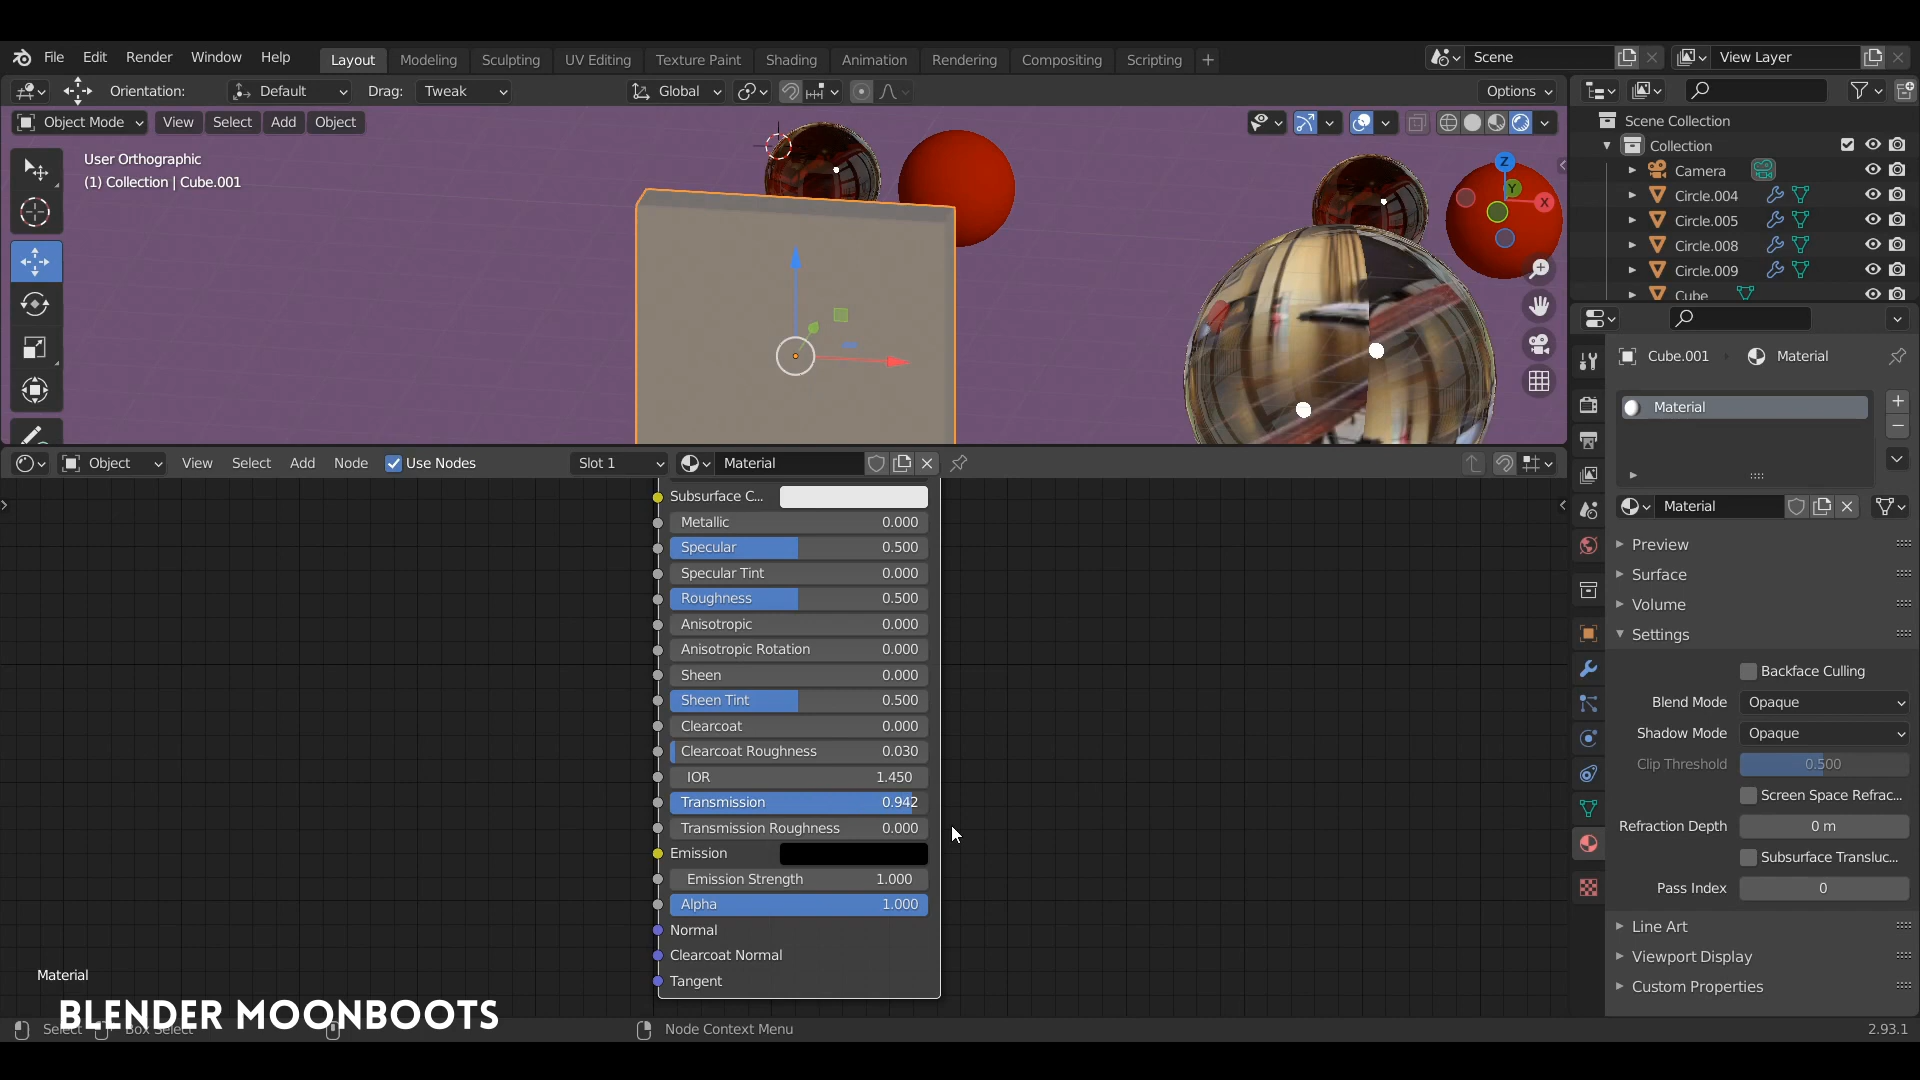 File Edit Render Window Help Layout Modeling Sculpting UV Editing Texture Paint Shading Animation Rendering Compositing Scripting + Scene View Layer
Orientation: Default Drag: Tweak Global Options
Object Mode View Select Add Object
User Orthographic
(1) Collection | Cube.001
Z
Y
X
Scene Collection
Collection
Camera
Circle.004
Circle.005
Circle.008
Circle.009
Cube
Cube.001 Material
Material
Material
Preview
Surface
Volume
Settings
Backface Culling
Blend Mode Opaque
Shadow Mode Opaque
Clip Threshold 0.500
Screen Space Refrac...
Refraction Depth 0 m
Subsurface Transluc...
Pass Index 0
Line Art
Viewport Display
Custom Properties
Object View Select Add Node Use Nodes Slot 1 Material
Subsurface C...
Metallic 0.000
Specular 0.500
Specular Tint 0.000
Roughness 0.500
Anisotropic 0.000
Anisotropic Rotation 0.000
Sheen 0.000
Sheen Tint 0.500
Clearcoat 0.000
Clearcoat Roughness 0.030
IOR 1.450
Transmission 0.942
Transmission Roughness 0.000
Emission
Emission Strength 1.000
Alpha 1.000
Normal
Clearcoat Normal
Tangent
Material
BLENDER MOONBOOTS
Select Box Select Node Context Menu 2.93.1